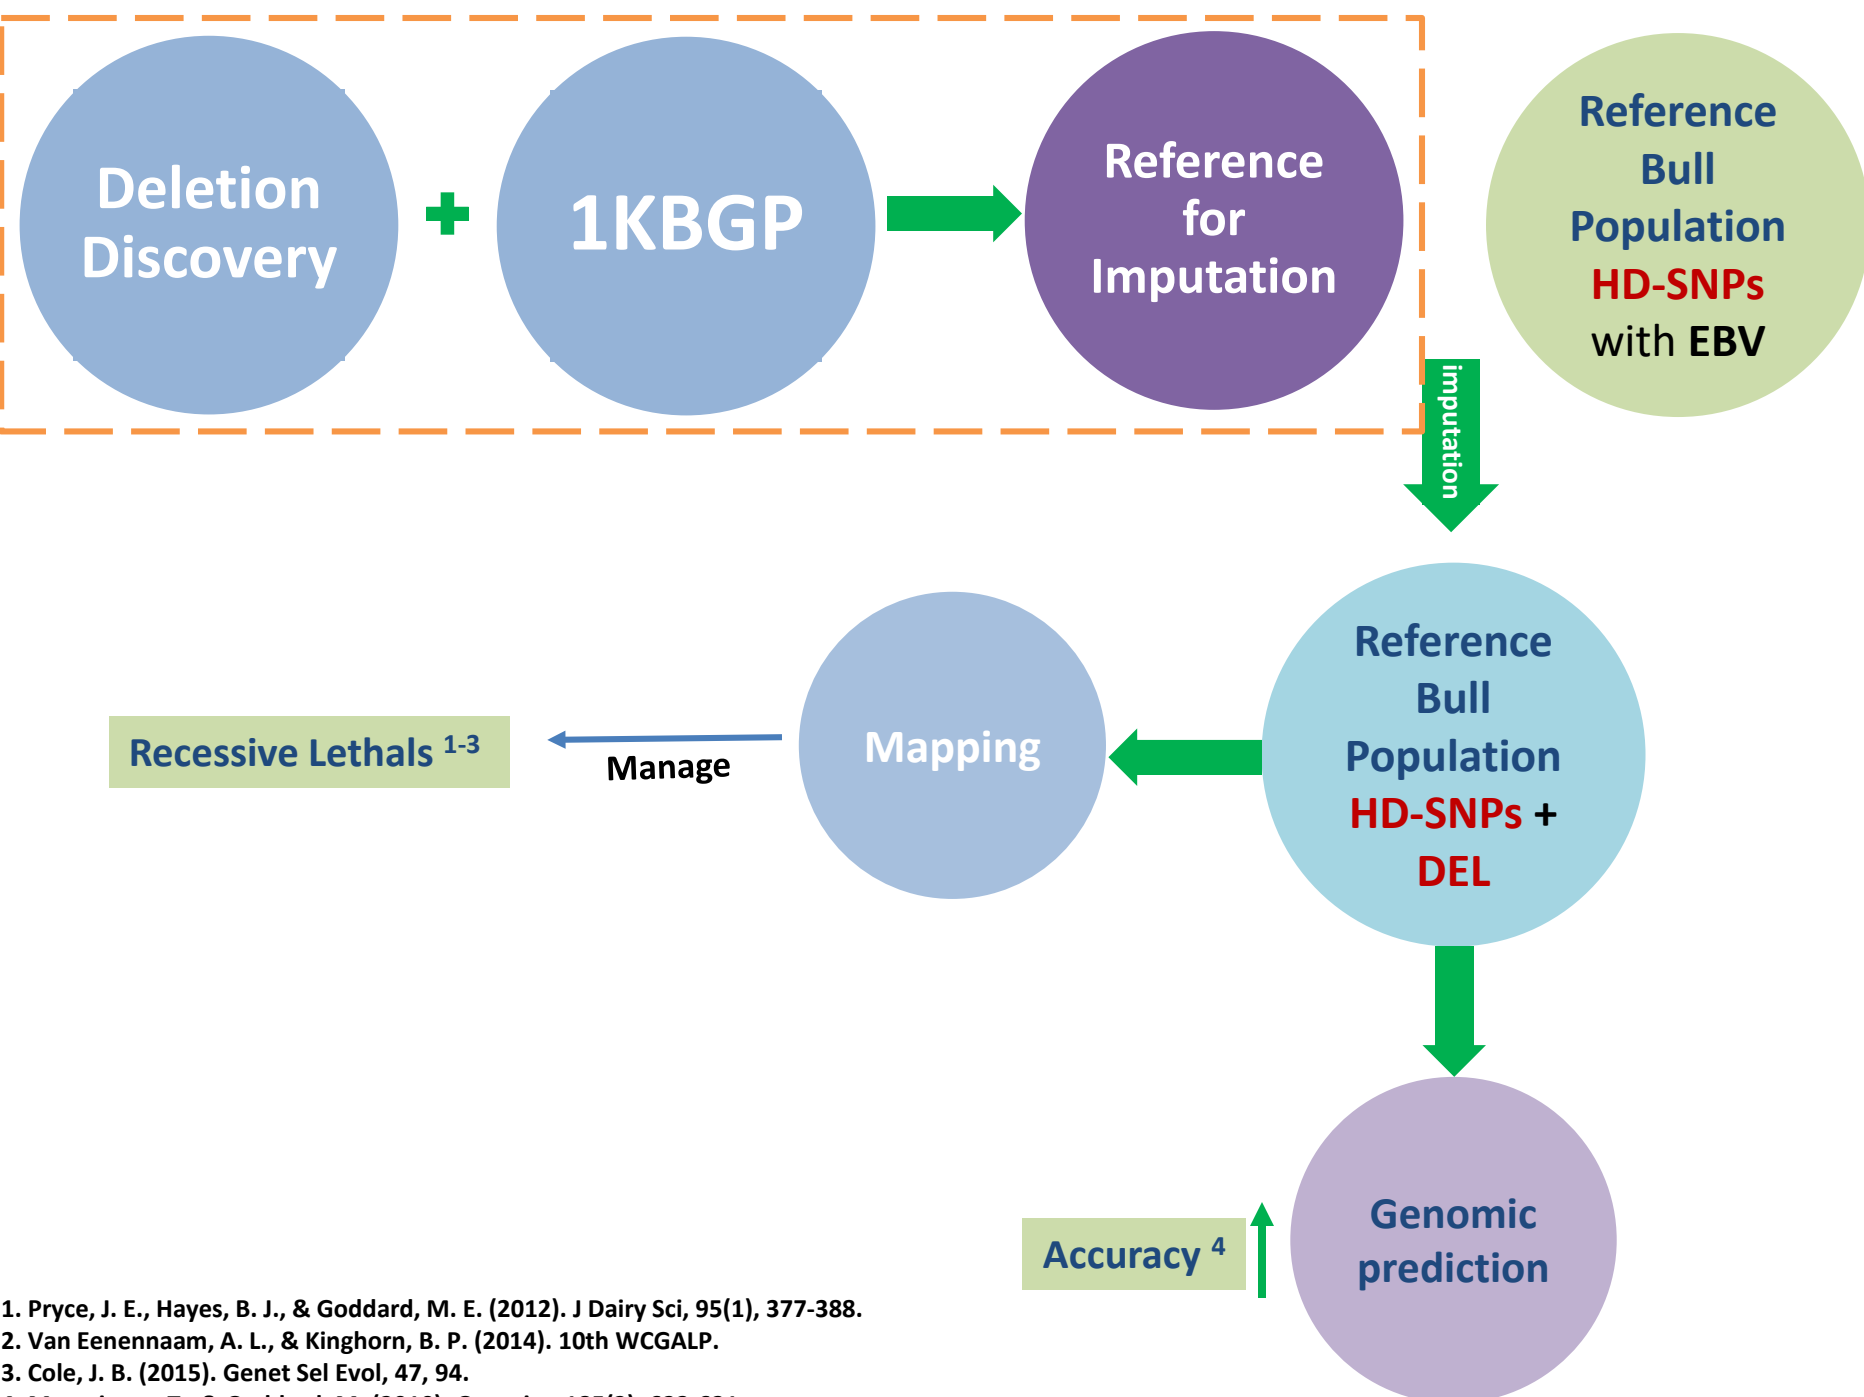 Deletion
Discovery
1KBGP
Reference
for
Imputation
Reference
Bull
Population
HD-SNPs
with EBV
imputation
Reference
Bull
Population
HD-SNPs +
DEL
Mapping
Manage
Recessive Lethals 1-3
Genomic
prediction
Accuracy 4
1. Pryce, J. E., Hayes, B. J., & Goddard, M. E. (2012). J Dairy Sci, 95(1), 377-388.
2. Van Eenennaam, A. L., & Kinghorn, B. P. (2014). 10th WCGALP.
3. Cole, J. B. (2015). Genet Sel Evol, 47, 94.